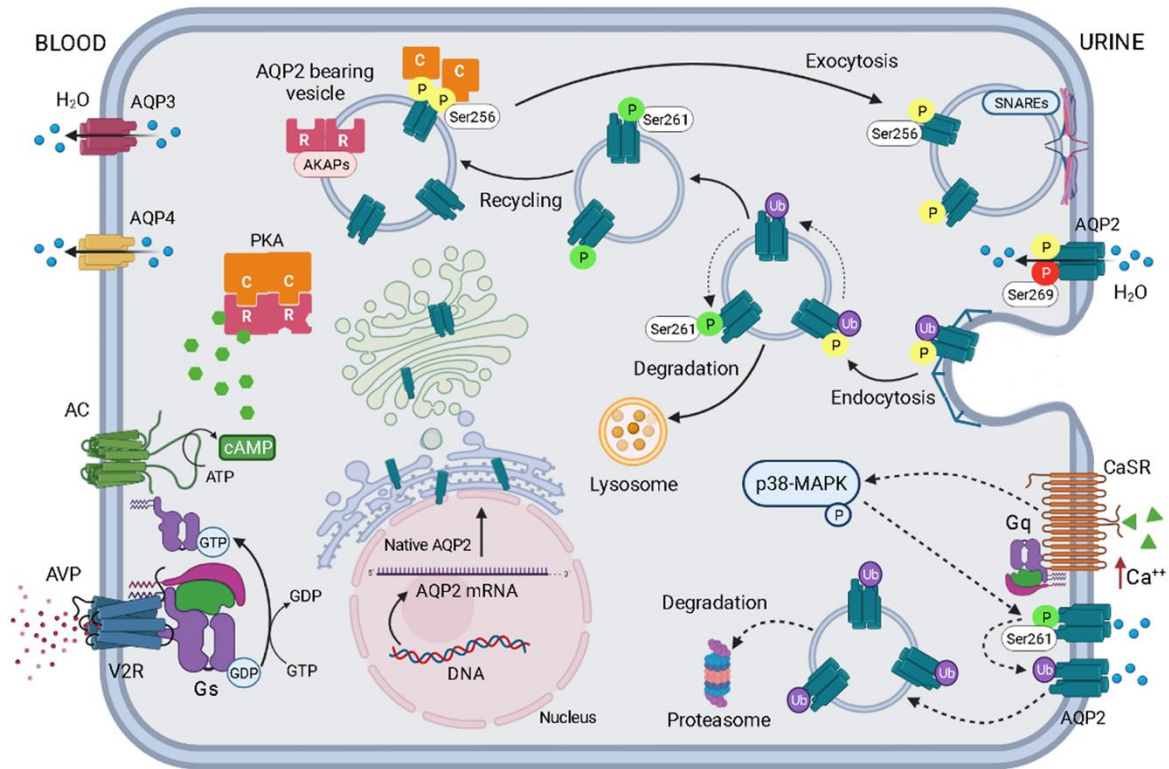 BLOOD
URINE
H₂O
AQP3
AQP4
AQP2 bearing
vesicle
C
C
P
P
Ser256
R
R
AKAPs
Exocytosis
Recycling
P
Ser261
P
SNAREs
P
Ser256
P
AQP2
P
P
Ser269
H₂O
PKA
C
C
R
R
Ub
Ser261
P
Ub
P
Degradation
Ub
P
Endocytosis
Lysosome
AC
cAMP
ATP
GTP
AVP
V2R
Gs
GDP
GDP
GTP
Native AQP2
5'
3'
AQP2 mRNA
DNA
Nucleus
p38-MAPK
P
CaSR
Gq
Ca⁺⁺
P
Ser261
Ub
AQP2
Degradation
Proteasome
Ub
Ub
Ub